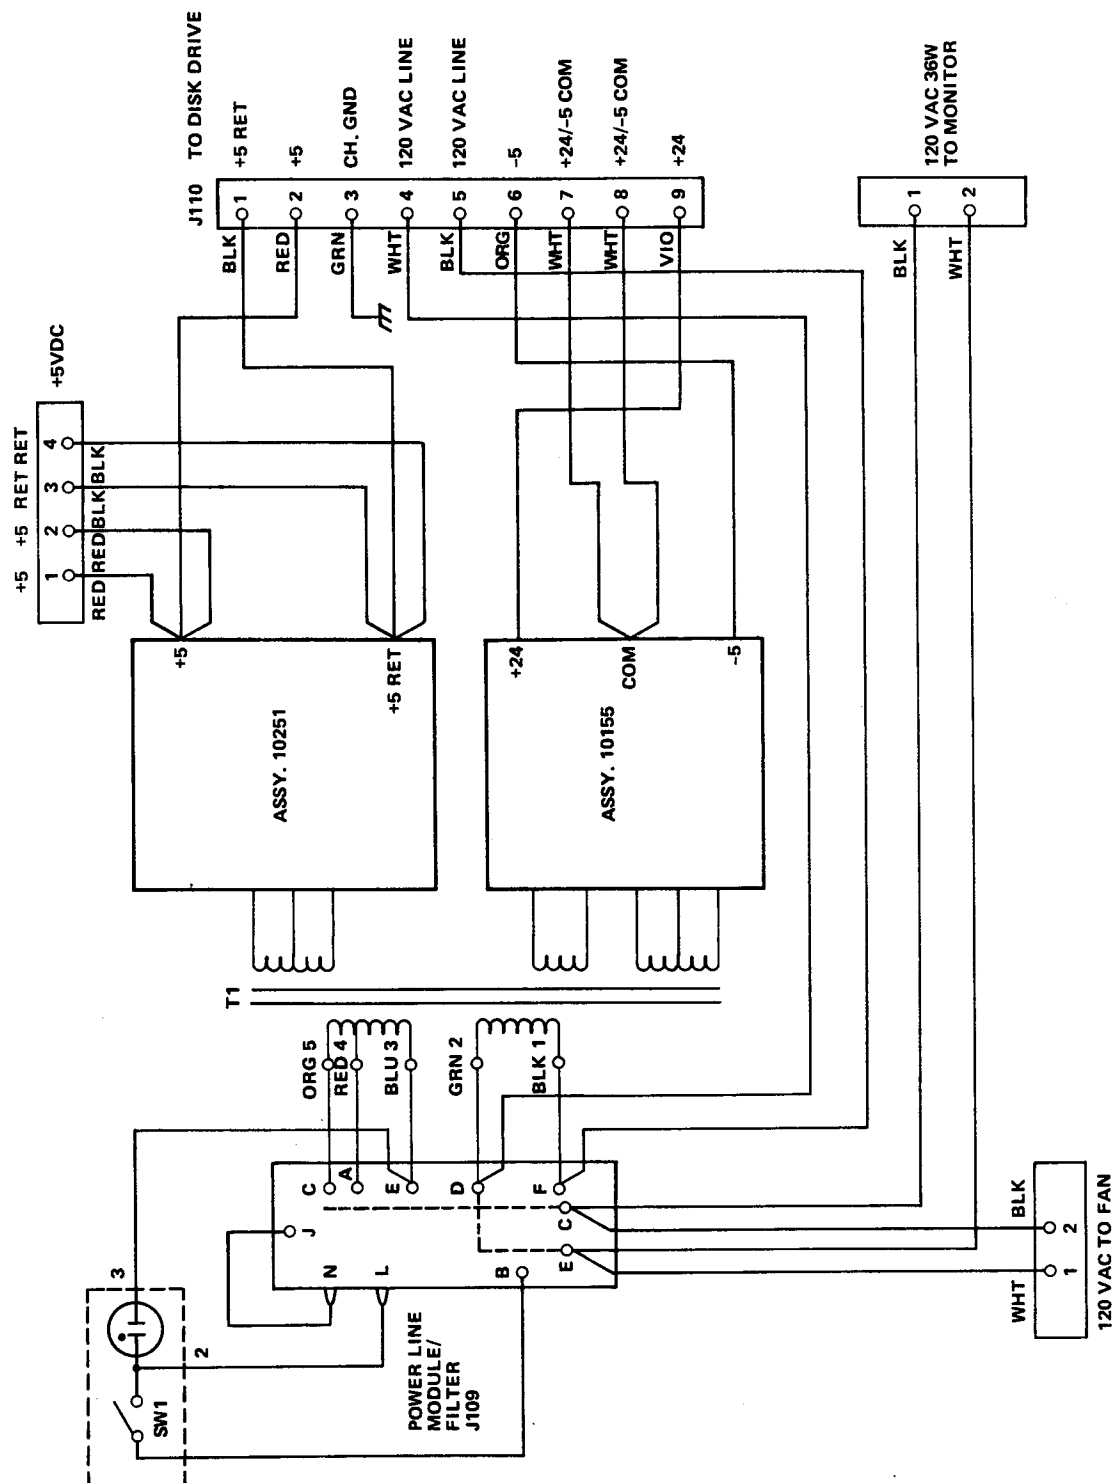 J110 TO DISK DRIVE
1 BLK +5 RET
2 RED +5
3 GRN CH. GND
4 WHT 120 VAC LINE
5 BLK 120 VAC LINE
6 ORG -5
7 WHT +24/-5 COM
8 WHT +24/-5 COM
9 VIO +24
120 VAC 36W
TO MONITOR
1 BLK
2 WHT
+5VDC
+5 +5 RET RET
1 2 3 4
RED RED BLK BLK
+5
+5 RET
ASSY. 10251
+24
COM
-5
ASSY. 10155
T1
ORG 5
RED 4
BLU 3
GRN 2
BLK 1
C
A
E
D
F
J
C
E
N
L
B
3
2
SW1
POWER LINE
MODULE/
FILTER
J109
WHT BLK
1 2
120 VAC TO FAN